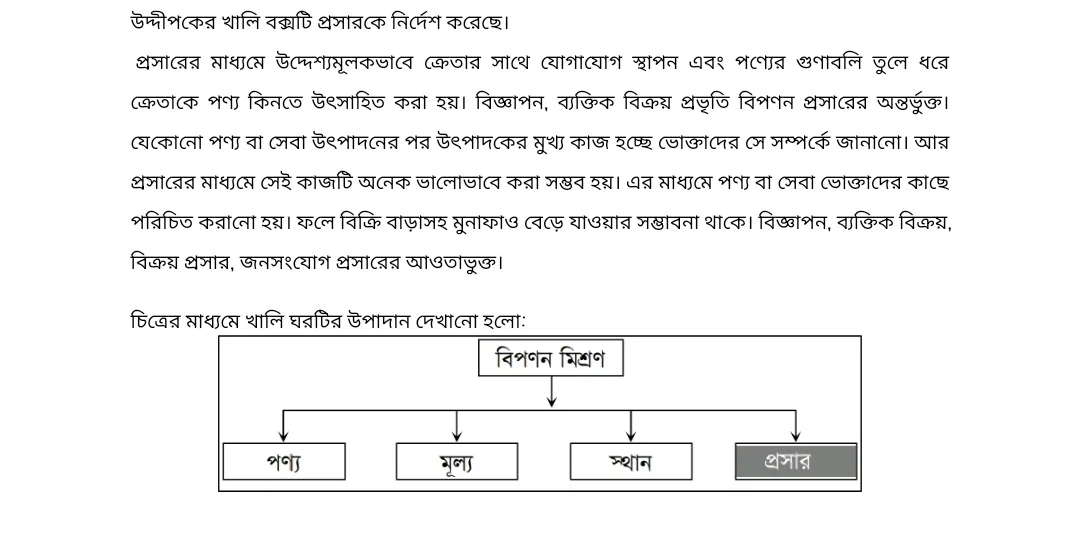 উদ্দীপকের খালি বক্সটি প্রসারকে নির্দেশ করেছে।
প্রসারের মাধ্যমে উদ্দেশ্যমূলকভাবে ক্রেতার সাথে যোগাযোগ স্থাপন এবং পণ্যের গুণাবলি তুলে ধরে
ক্রেতাকে পণ্য কিনতে উৎসাহিত করা হয়। বিজ্ঞাপন, ব্যক্তিক বিক্রয় প্রভৃতি বিপণন প্রসারের অন্তর্ভুক্ত।
যেকোনো পণ্য বা সেবা উৎপাদনের পর উৎপাদকের মুখ্য কাজ হচ্ছে ভোক্তাদের সে সম্পর্কে জানানো। আর
প্রসারের মাধ্যমে সেই কাজটি অনেক ভালোভাবে করা সম্ভব হয়। এর মাধ্যমে পণ্য বা সেবা ভোক্তাদের কাছে
পরিচিত করানো হয়। ফলে বিক্রি বাড়াসহ মুনাফাও বেড়ে যাওয়ার সম্ভাবনা থাকে। বিজ্ঞাপন, ব্যক্তিক বিক্রয়,
বিক্রয় প্রসার, জনসংযোগ প্রসারের আওতাভুক্ত।
চিত্রের মাধ্যমে খালি ঘরটির উপাদান দেখানো হলো:
বিপণন মিশ্রণ
পণ্য মূল্য স্থান প্রসার